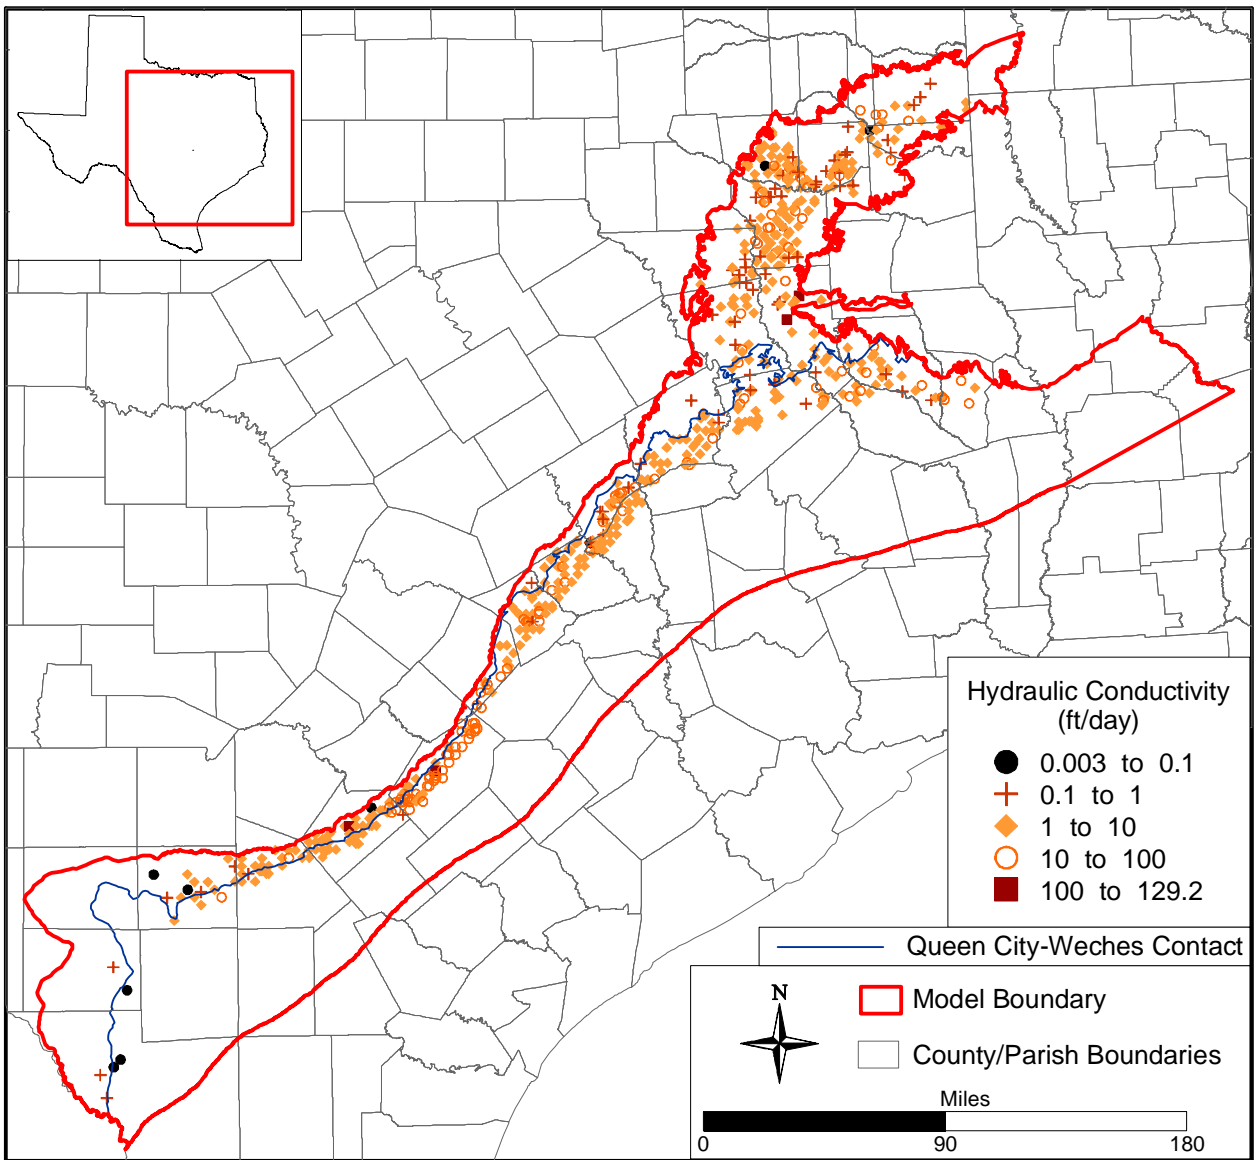 Hydraulic Conductivity
(ft/day)
0.003 to 0.1
0.1 to 1
1 to 10
10 to 100
100 to 129.2
Queen City-Weches Contact
N
Model Boundary
County/Parish Boundaries
Miles
0 90 180